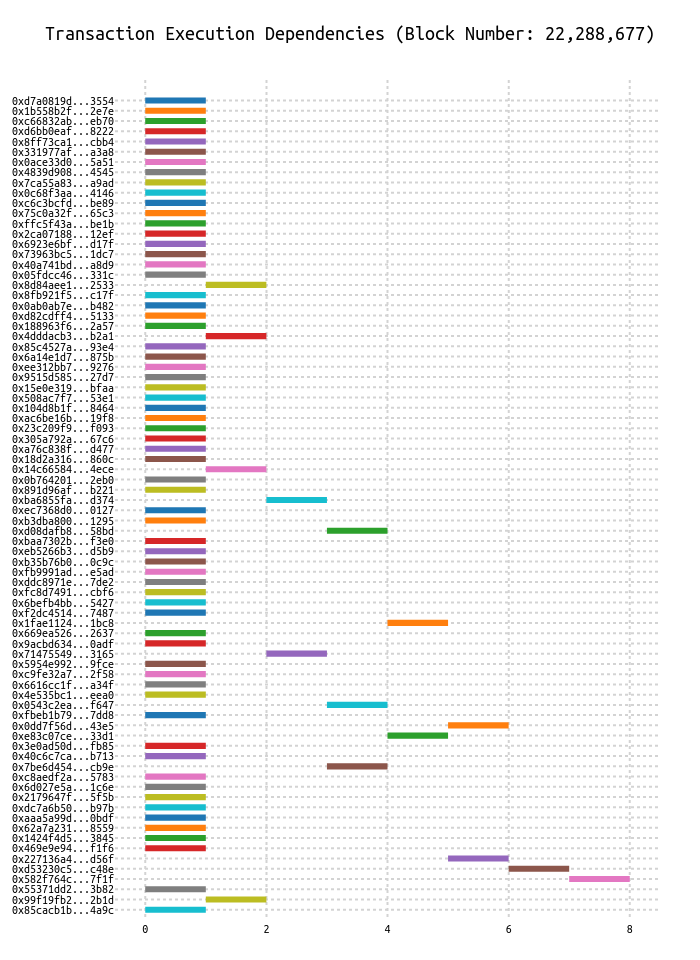 Transaction Execution Dependencies (Block Number: 22,288,677)
0xd7a0819d...3554
0x1b558b2f...2e7e
0xc66832ab...eb70
0xd6bb0eaf...8222
0x8ff73ca1...cbb4
0x331977af...a3a8
0x0ace33d0...5a51
0x4839d908...4545
0x7ca55a83...a9ad
0x0c68f3aa...4146
0xc6c3bcfd...be89
0x75c0a32f...65c3
0xffc5f43a...be1b
0x2ca07188...12ef
0x6923e6bf...d17f
0x73963bc5...1dc7
0x40a741bd...a8d9
0x05fdcc46...331c
0x8d84aee1...2533
0x8fb921f5...c17f
0x0ab0ab7e...b482
0xd82cdff4...5133
0x188963f6...2a57
0x4dddacb3...b2a1
0x85c4527a...93e4
0x6a14e1d7...875b
0xee312bb7...9276
0x9515d585...27d7
0x15e0e319...bfaa
0x508ac7f7...53e1
0x104d8b1f...8464
0xac6be16b...19f8
0x23c209f9...f093
0x305a792a...67c6
0xa76c838f...d477
0x18d2a316...860c
0x14c66584...4ece
0x0b764201...2eb0
0x891d96af...b221
0xba6855fa...d374
0xec7368d0...0127
0xb3dba800...1295
0xd08dafb8...58bd
0xbaa7302b...f3e0
0xeb5266b3...d5b9
0xb35b76b0...0c9c
0xfb9991ad...e5ad
0xddc8971e...7de2
0xfc8d7491...cbf6
0x6befb4bb...5427
0xf2dc4514...7487
0x1fae1124...1bc8
0x669ea526...2637
0x9acbd634...0adf
0x71475549...3165
0x5954e992...9fce
0xc9fe32a7...2f58
0x6616cc1f...a34f
0x4e535bc1...eea0
0x0543c2ea...f647
0xfbeb1b79...7dd8
0x0dd7f56d...43e5
0xe83c07ce...33d1
0x3e0ad50d...fb85
0x40c6c7ca...b713
0x7be6d454...cb9e
0xc8aedf2a...5783
0x6d027e5a...1c6e
0x2179647f...5f5b
0xdc7a6b50...b97b
0xaaa5a99d...0bdf
0x62a7a231...8559
0x1424f4d5...3845
0x469e9e94...f1f6
0x227136a4...d56f
0xd53230c5...c48e
0x582f764c...7f1f
0x55371dd2...3b82
0x99f19fb2...2b1d
0x85cacb1b...4a9c
0 2 4 6 8